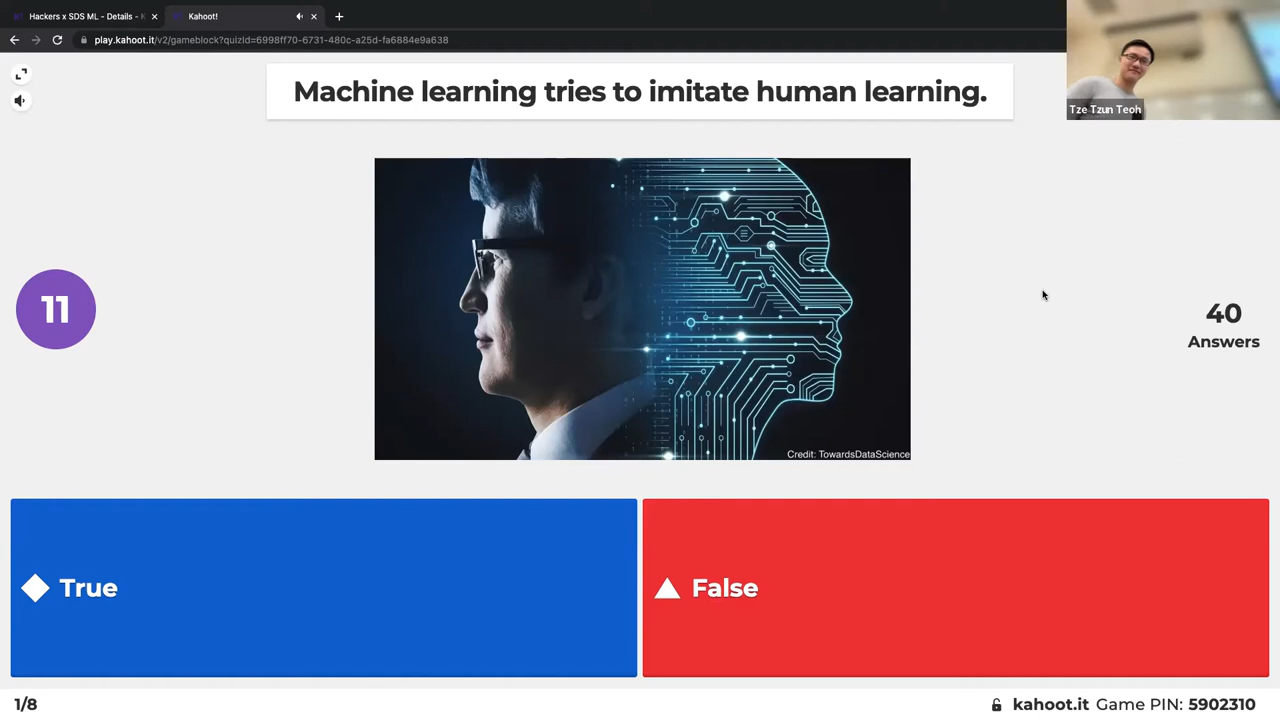 Hackers x SDS ML - Details - K
Kahoot!
play.kahoot.it/v2/gameblock?quizId=6998ff70-6731-480c-a25d-fa6884e9a638
Machine learning tries to imitate human learning.
Tze Tzun Teoh
11
40
Answers
Credit: TowardsDataScience
True
False
1/8
kahoot.it Game PIN: 5902310